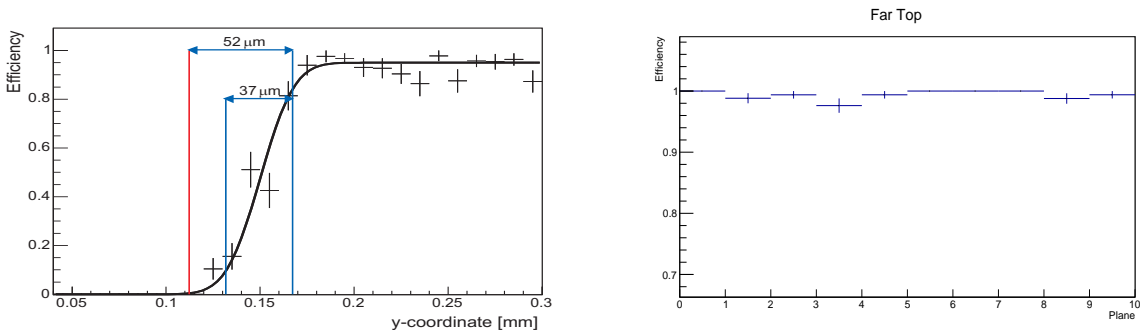 Efficiency
1
0.8
0.6
0.4
0.2
0
52 μm
37 μm
0.05
0.1
0.15
0.2
0.25
0.3
y-coordinate [mm]
Far Top
Efficiency
1
0.9
0.8
0.7
0 1 2 3 4 5 6 7 8 9 10
Plane